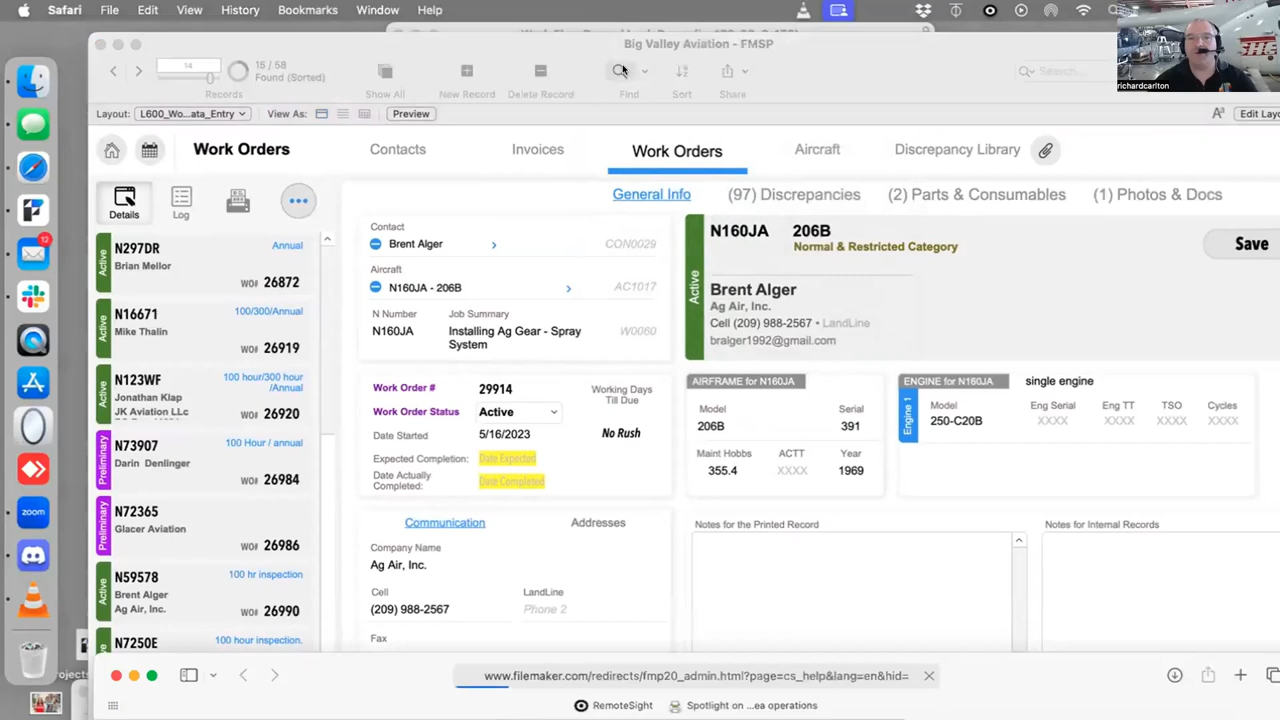 Safari File Edit View History Bookmarks Window Help
Big Valley Aviation - FMSP
14
15 / 58
Found (Sorted)
Search...
SHE
richardcarlton
Records Show All New Record Delete Record Find Sort Share
Layout: L600_Wo...ata_Entry View As: Preview Edit Layo
Work Orders Contacts Invoices Work Orders Aircraft Discrepancy Library
Details Log
General Info (97) Discrepancies (2) Parts & Consumables (1) Photos & Docs
Active
N297DR Annual
Brian Mellor
WO# 26872
Active
N16671 100/300/Annual
Mike Thalin
WO# 26919
Active
N123WF 100 hour/300 hour
/Annual
Jonathan Klap
JK Aviation LLc
WO# 26920
Preliminary
N73907 100 Hour / annual
Darin Denlinger
WO# 26984
Preliminary
N72365
Glacer Aviation
WO# 26986
Active
N59578 100 hr inspection
Brent Alger
Ag Air, Inc.
WO# 26990
N7250E 100 hour inspection.
Contact
Brent Alger CON0029
Aircraft
N160JA - 206B AC1017
N Number Job Summary
N160JA Installing Ag Gear - Spray W0060
System
Active
N160JA 206B
Normal & Restricted Category
Save
Brent Alger
Ag Air, Inc.
Cell (209) 988-2567 • LandLine
bralger1992@gmail.com
Work Order # 29914
Working Days
Till Due
Work Order Status Active
No Rush
Date Started 5/16/2023
Expected Completion: Date Expected
Date Actually
Completed: Date Completed
AIRFRAME for N160JA
Model Serial
206B 391
Maint Hobbs ACTT Year
355.4 XXXX 1969
ENGINE for N160JA single engine
Engine 1
Model Eng Serial Eng TT TSO Cycles
250-C20B XXXX XXXX XXXX XXXX
Communication Addresses
Company Name
Ag Air, Inc.
Cell LandLine
(209) 988-2567 Phone 2
Fax
Notes for the Printed Record Notes for Internal Records
12
zoom
rojects
www.filemaker.com/redirects/fmp20_admin.html?page=cs_help&lang=en&hid=
RemoteSight Spotlight on ...ea operations